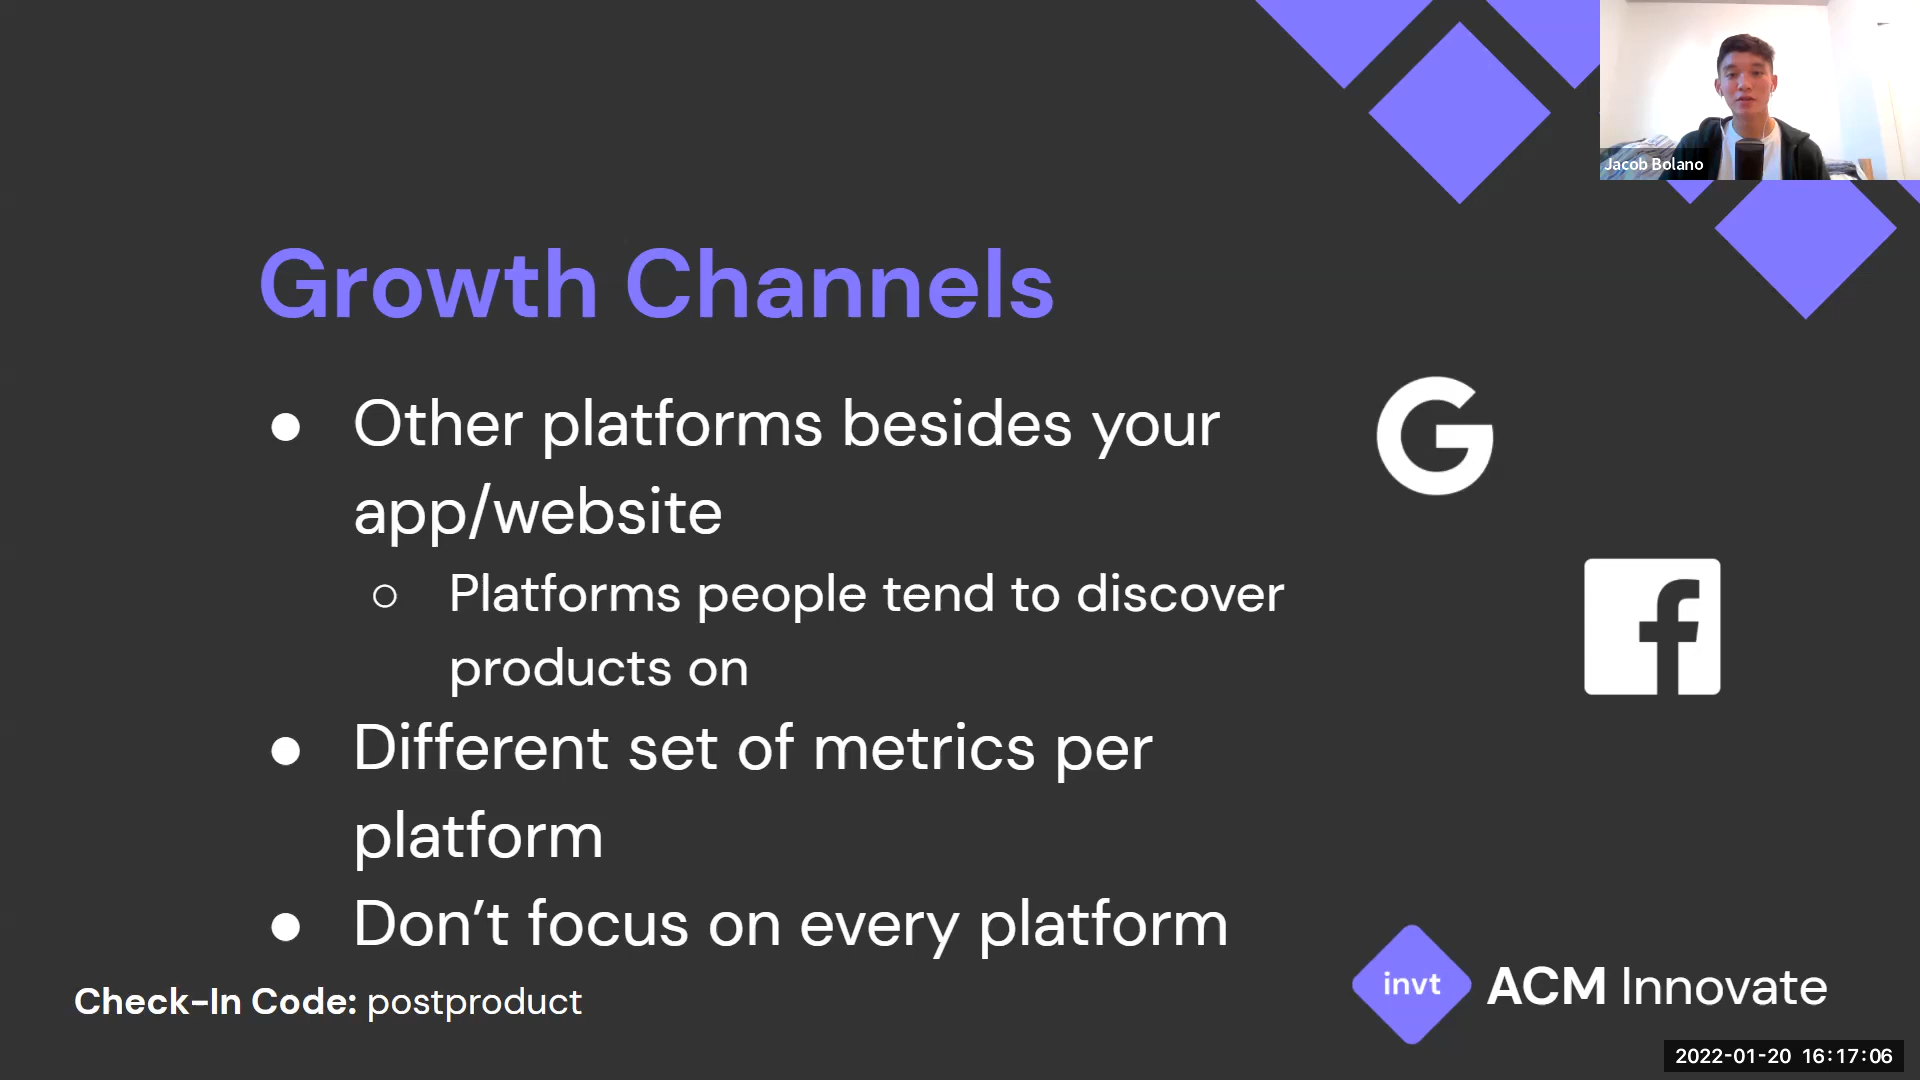 Jacob Bolano
Growth Channels
● Other platforms besides your
app/website
○ Platforms people tend to discover
products on
● Different set of metrics per
platform
● Don’t focus on every platform
Check-In Code: postproduct
invt ACM Innovate
2022-01-20 16:17:06